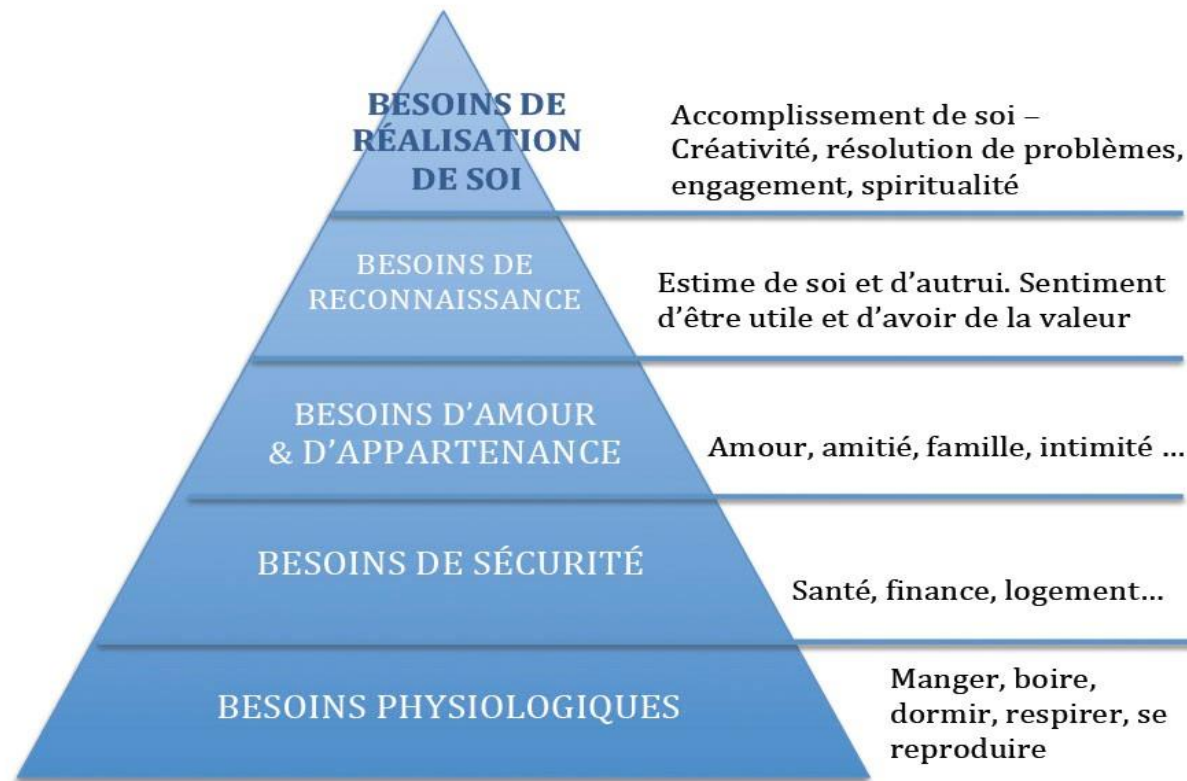 BESOINS DE
RÉALISATION
DE SOI
Accomplissement de soi –
Créativité, résolution de problèmes,
engagement, spiritualité
BESOINS DE
RECONNAISSANCE
Estime de soi et d’autrui. Sentiment
d’être utile et d’avoir de la valeur
BESOINS D’AMOUR
& D’APPARTENANCE
Amour, amitié, famille, intimité ...
BESOINS DE SÉCURITÉ
Santé, finance, logement...
BESOINS PHYSIOLOGIQUES
Manger, boire,
dormir, respirer, se
reproduire